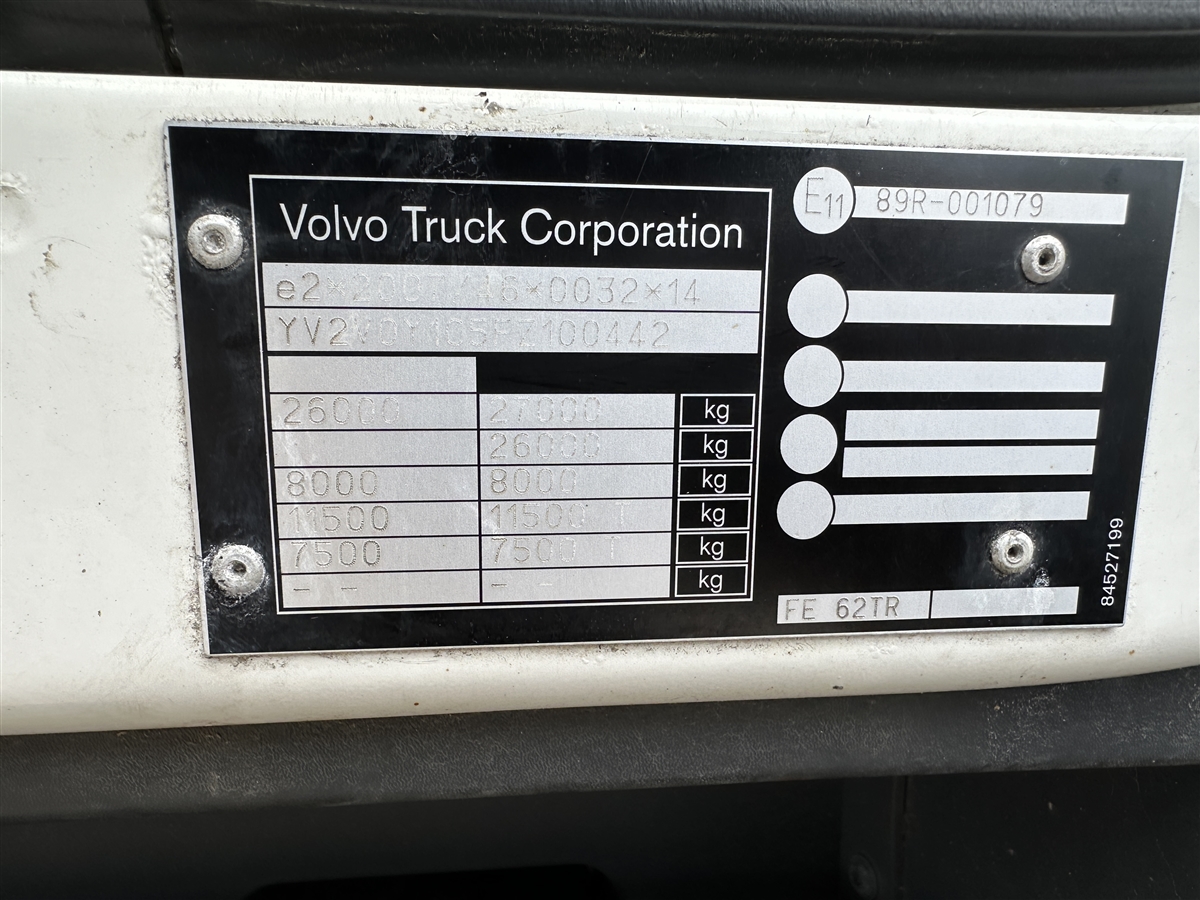 Volvo Truck Corporation
e2*2007/46*0032*14
YV2V0Y105PZ100442
26000 27000 kg
26000 kg
8000 8000 kg
11500 11500 T kg
7500 7500 T kg
- - - - kg
E11 89R-001079
FE 62TR
84527199